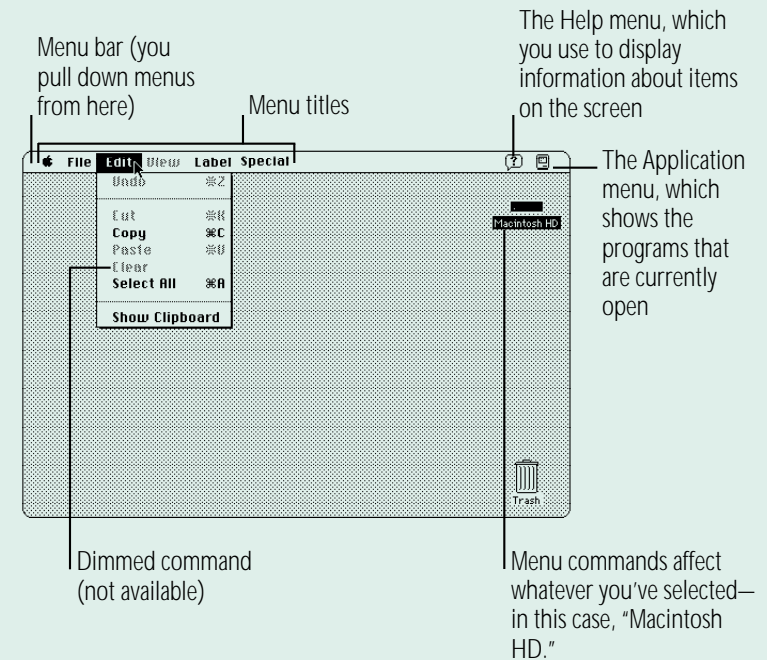 The Help menu, which
you use to display
information about items
on the screen
Menu bar (you
pull down menus
from here)
Menu titles
File Edit View Label Special
The Application
menu, which
shows the
programs that
are currently
open
Undo ⌘Z
Cut ⌘X
Copy ⌘C
Paste ⌘V
Clear
Select All ⌘A
Show Clipboard
Macintosh HD
Trash
Dimmed command
(not available)
Menu commands affect
whatever you've selected—
in this case, “Macintosh
HD.”